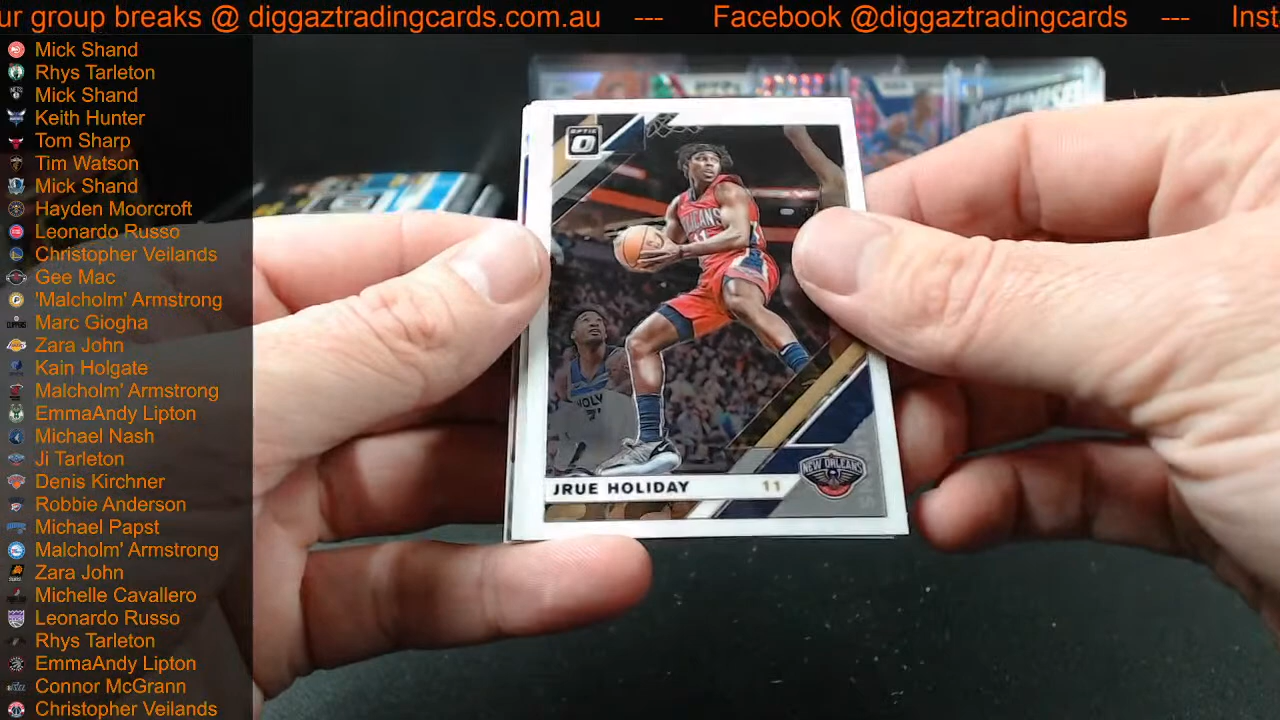 ur group breaks @ diggaztradingcards.com.au --- Facebook @diggaztradingcards --- Inst
Mick Shand
Rhys Tarleton
Mick Shand
Keith Hunter
Tom Sharp
Tim Watson
Mick Shand
Hayden Moorcroft
Leonardo Russo
Christopher Veilands
Gee Mac
'Malcholm' Armstrong
Marc Giogha
Zara John
Kain Holgate
Malcholm' Armstrong
EmmaAndy Lipton
Michael Nash
Ji Tarleton
Denis Kirchner
Robbie Anderson
Michael Papst
Malcholm' Armstrong
Zara John
Michelle Cavallero
Leonardo Russo
Rhys Tarleton
EmmaAndy Lipton
Connor McGrann
Christopher Veilands
OPTIC
JRUE HOLIDAY 11
NEW ORLEANS